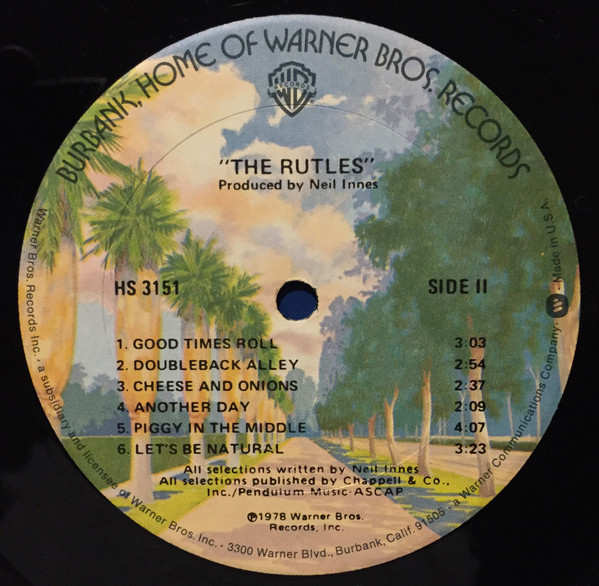 BURBANK, HOME OF WARNER BROS. RECORDS
WB
RECORDS
"THE RUTLES"
Produced by Neil Innes
HS 3151
SIDE II
1. GOOD TIMES ROLL 3:03
2. DOUBLEBACK ALLEY 2:54
3. CHEESE AND ONIONS 2:37
4. ANOTHER DAY 2:09
5. PIGGY IN THE MIDDLE 4:07
6. LET'S BE NATURAL 3:23
All selections written by Neil Innes
All selections published by Chappell & Co.,
Inc./Pendulum Music-ASCAP
℗1978 Warner Bros.
Records, Inc.
Warner Bros. Records Inc. · a subsidiary and licensee of Warner Bros. Inc. · 3300 Warner Blvd., Burbank, Calif. 91505 · a Warner Communications Company. W · Made in U.S.A.